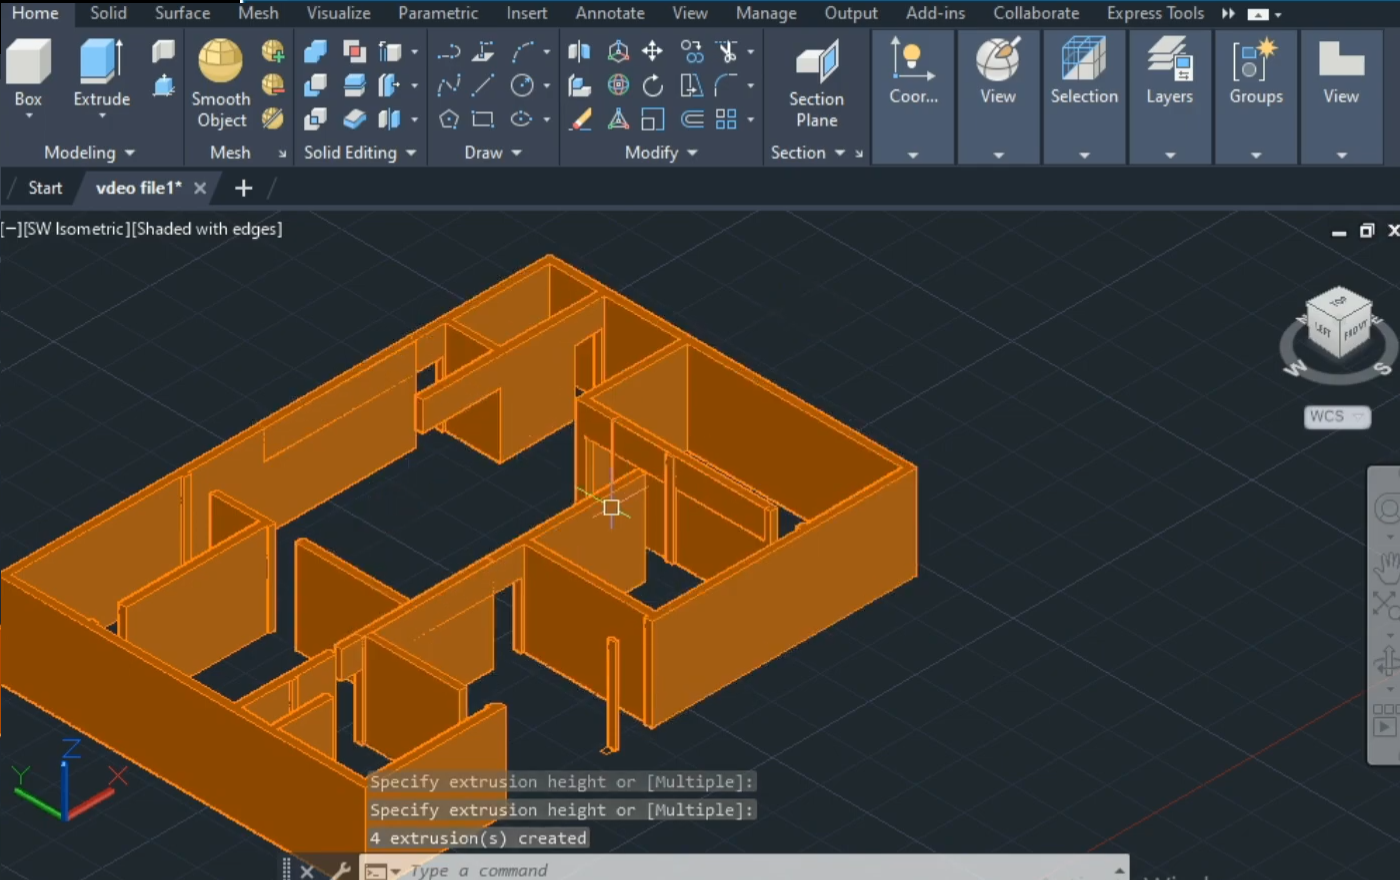 Home Solid Surface Mesh Visualize Parametric Insert Annotate View Manage Output Add-ins Collaborate Express Tools
Box
Extrude
Smooth Object
Section Plane
Coor...
View
Selection
Layers
Groups
View
Modeling Mesh Solid Editing Draw Modify Section
Start vdeo file1*
[−][SW Isometric][Shaded with edges]
TOP
LEFT FRONT
W S
WCS
Z
Y X
Specify extrusion height or [Multiple]:
Specify extrusion height or [Multiple]:
4 extrusion(s) created
Type a command